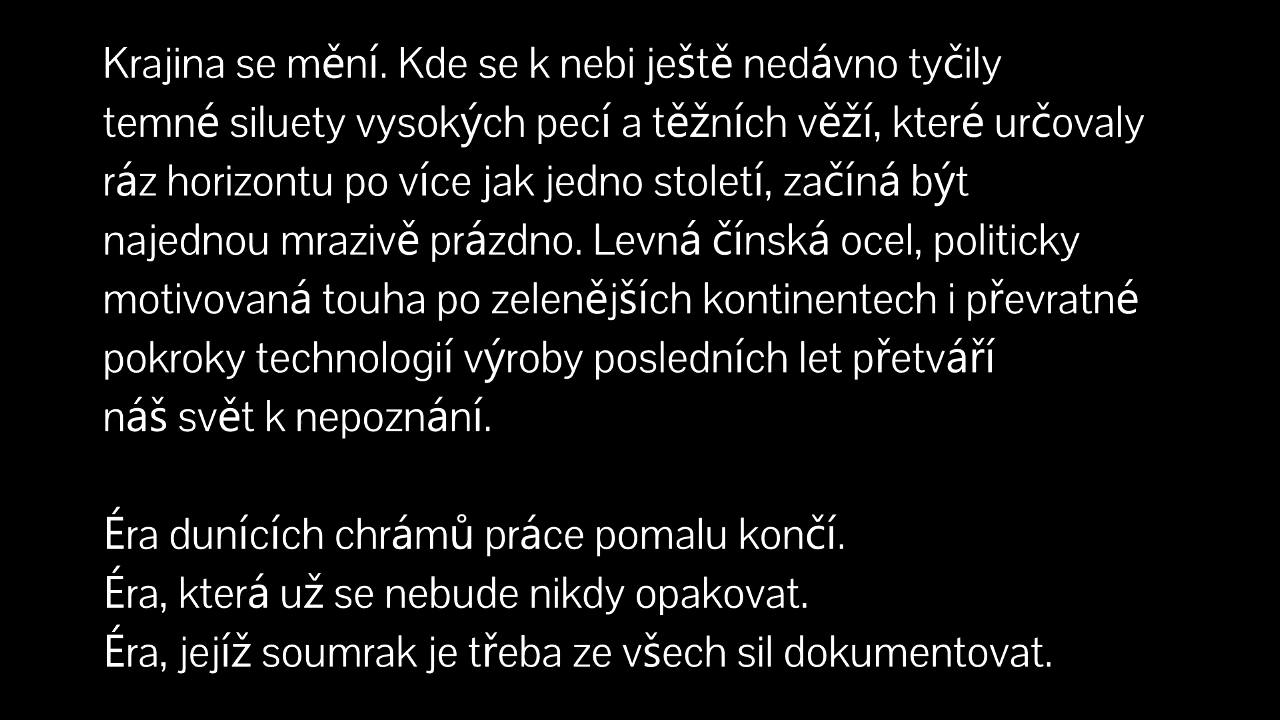 Krajina se mění. Kde se k nebi ještě nedávno tyčily
temné siluety vysokých pecí a těžních věží, které určovaly
ráz horizontu po více jak jedno století, začíná být
najednou mrazivě prázdno. Levná čínská ocel, politicky
motivovaná touha po zelenějších kontinentech i převratné
pokroky technologií výroby posledních let přetváří
náš svět k nepoznání.
Éra dunících chrámů práce pomalu končí.
Éra, která už se nebude nikdy opakovat.
Éra, jejíž soumrak je třeba ze všech sil dokumentovat.